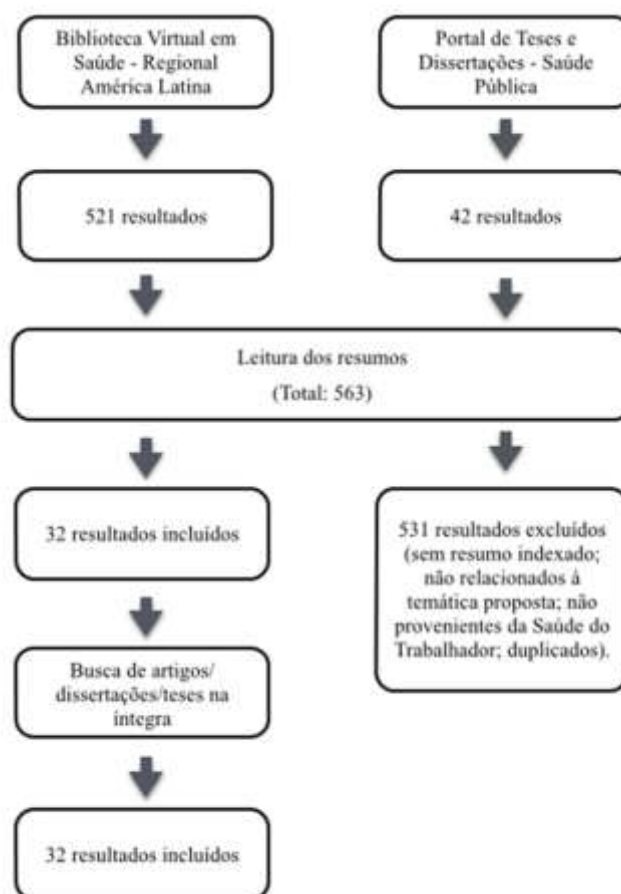 Biblioteca Virtual em
Saúde - Regional
América Latina
Portal de Teses e
Dissertações - Saúde
Pública
521 resultados
42 resultados
Leitura dos resumos
(Total: 563)
32 resultados incluídos
531 resultados excluídos
(sem resumo indexado;
não relacionados à
temática proposta; não
provenientes da Saúde do
Trabalhador; duplicados).
Busca de artigos/
dissertações/teses na
íntegra
32 resultados incluídos